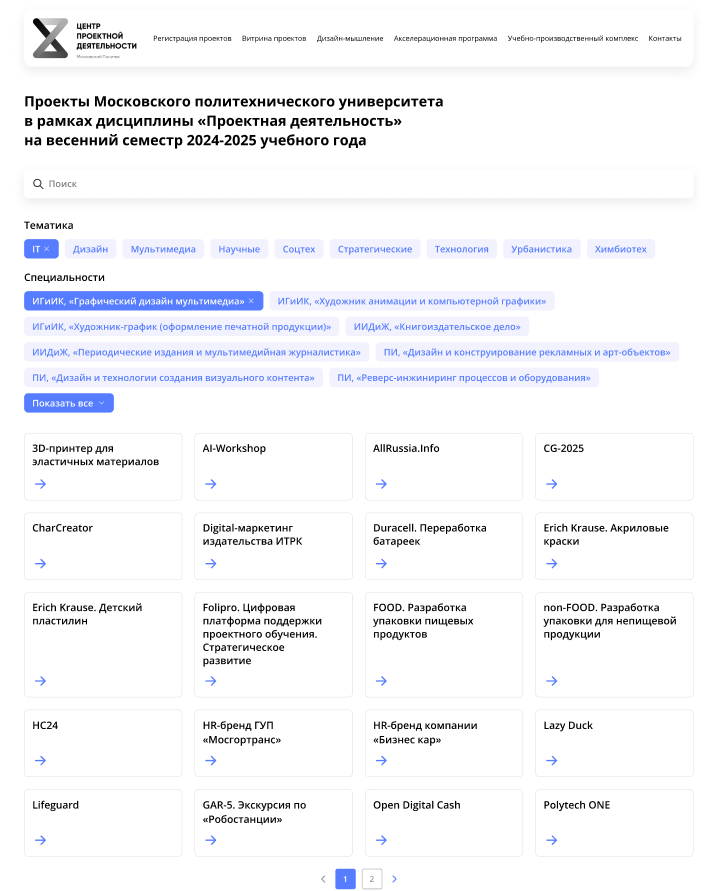 ЦЕНТР
ПРОЕКТНОЙ
ДЕЯТЕЛЬНОСТИ
Московский Политех
Регистрация проектов Витрина проектов Дизайн-мышление Акселерационная программа Учебно-производственный комплекс Контакты
Проекты Московского политехнического университета
в рамках дисциплины «Проектная деятельность»
на весенний семестр 2024-2025 учебного года
Поиск
Тематика
IT × Дизайн Мультимедиа Научные Соцтех Стратегические Технология Урбанистика Химбиотех
Специальности
ИГиИК, «Графический дизайн мультимедиа» × ИГиИК, «Художник анимации и компьютерной графики»
ИГиИК, «Художник-график (оформление печатной продукции)» ИИДиЖ, «Книгоиздательское дело»
ИИДиЖ, «Периодические издания и мультимедийная журналистика» ПИ, «Дизайн и конструирование рекламных и арт-объектов»
ПИ, «Дизайн и технологии создания визуального контента» ПИ, «Реверс-инжиниринг процессов и оборудования»
Показать все
3D-принтер для
эластичных материалов
AI-Workshop
AllRussia.Info
CG-2025
CharCreator
Digital-маркетинг
издательства ИТРК
Duracell. Переработка
батареек
Erich Krause. Акриловые
краски
Erich Krause. Детский
пластилин
Folipro. Цифровая
платформа поддержки
проектного обучения.
Стратегическое
развитие
FOOD. Разработка
упаковки пищевых
продуктов
non-FOOD. Разработка
упаковки для непищевой
продукции
HC24
HR-бренд ГУП
«Мосгортранс»
HR-бренд компании
«Бизнес кар»
Lazy Duck
Lifeguard
GAR-5. Экскурсия по
«Робостанции»
Open Digital Cash
Polytech ONE
1 2